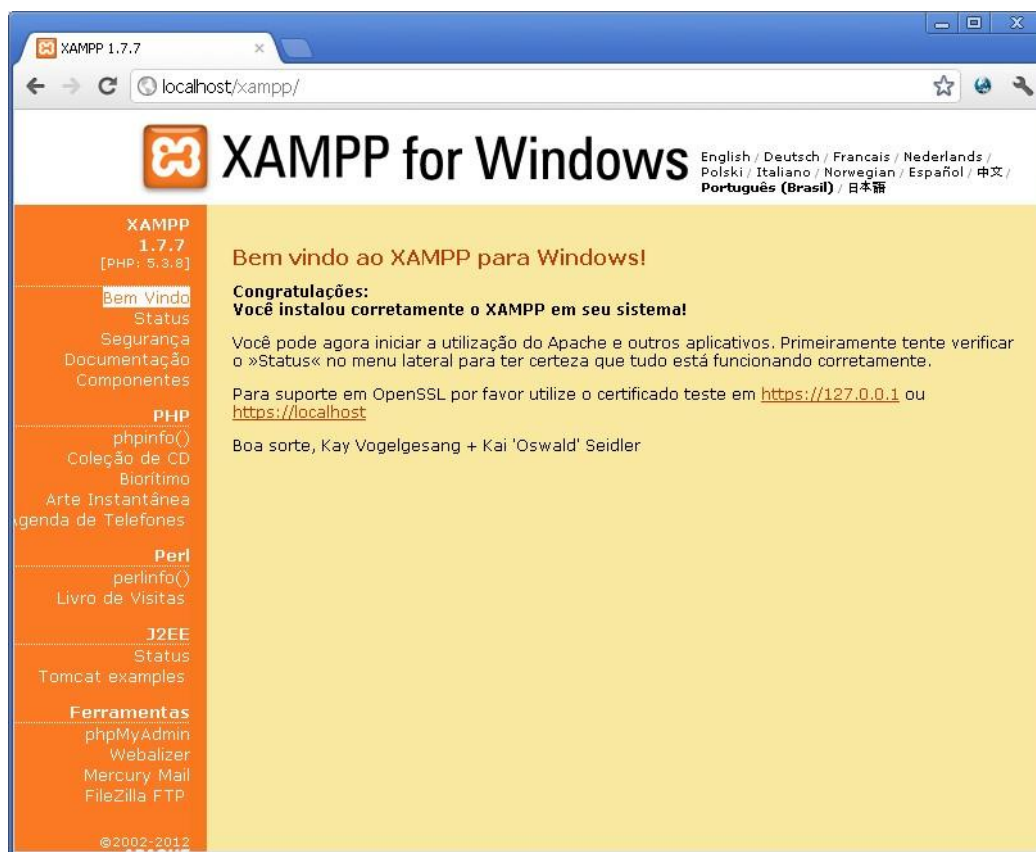 XAMPP 1.7.7
localhost/xampp/
XAMPP for Windows
English / Deutsch / Francais / Nederlands /
Polski / Italiano / Norwegian / Español / 中文 /
Português (Brasil) / 日本語
XAMPP
1.7.7
[PHP: 5.3.8]
Bem Vindo
Status
Segurança
Documentação
Componentes
PHP
phpinfo()
Coleção de CD
Biorítimo
Arte Instantânea
Agenda de Telefones
Perl
perlinfo()
Livro de Visitas
J2EE
Status
Tomcat examples
Ferramentas
phpMyAdmin
Webalizer
Mercury Mail
FileZilla FTP
©2002-2012
Bem vindo ao XAMPP para Windows!
Congratulações:
Você instalou corretamente o XAMPP em seu sistema!
Você pode agora iniciar a utilização do Apache e outros aplicativos. Primeiramente tente verificar
o »Status« no menu lateral para ter certeza que tudo está funcionando corretamente.
Para suporte em OpenSSL por favor utilize o certificado teste em https://127.0.0.1 ou
https://localhost
Boa sorte, Kay Vogelgesang + Kai 'Oswald' Seidler